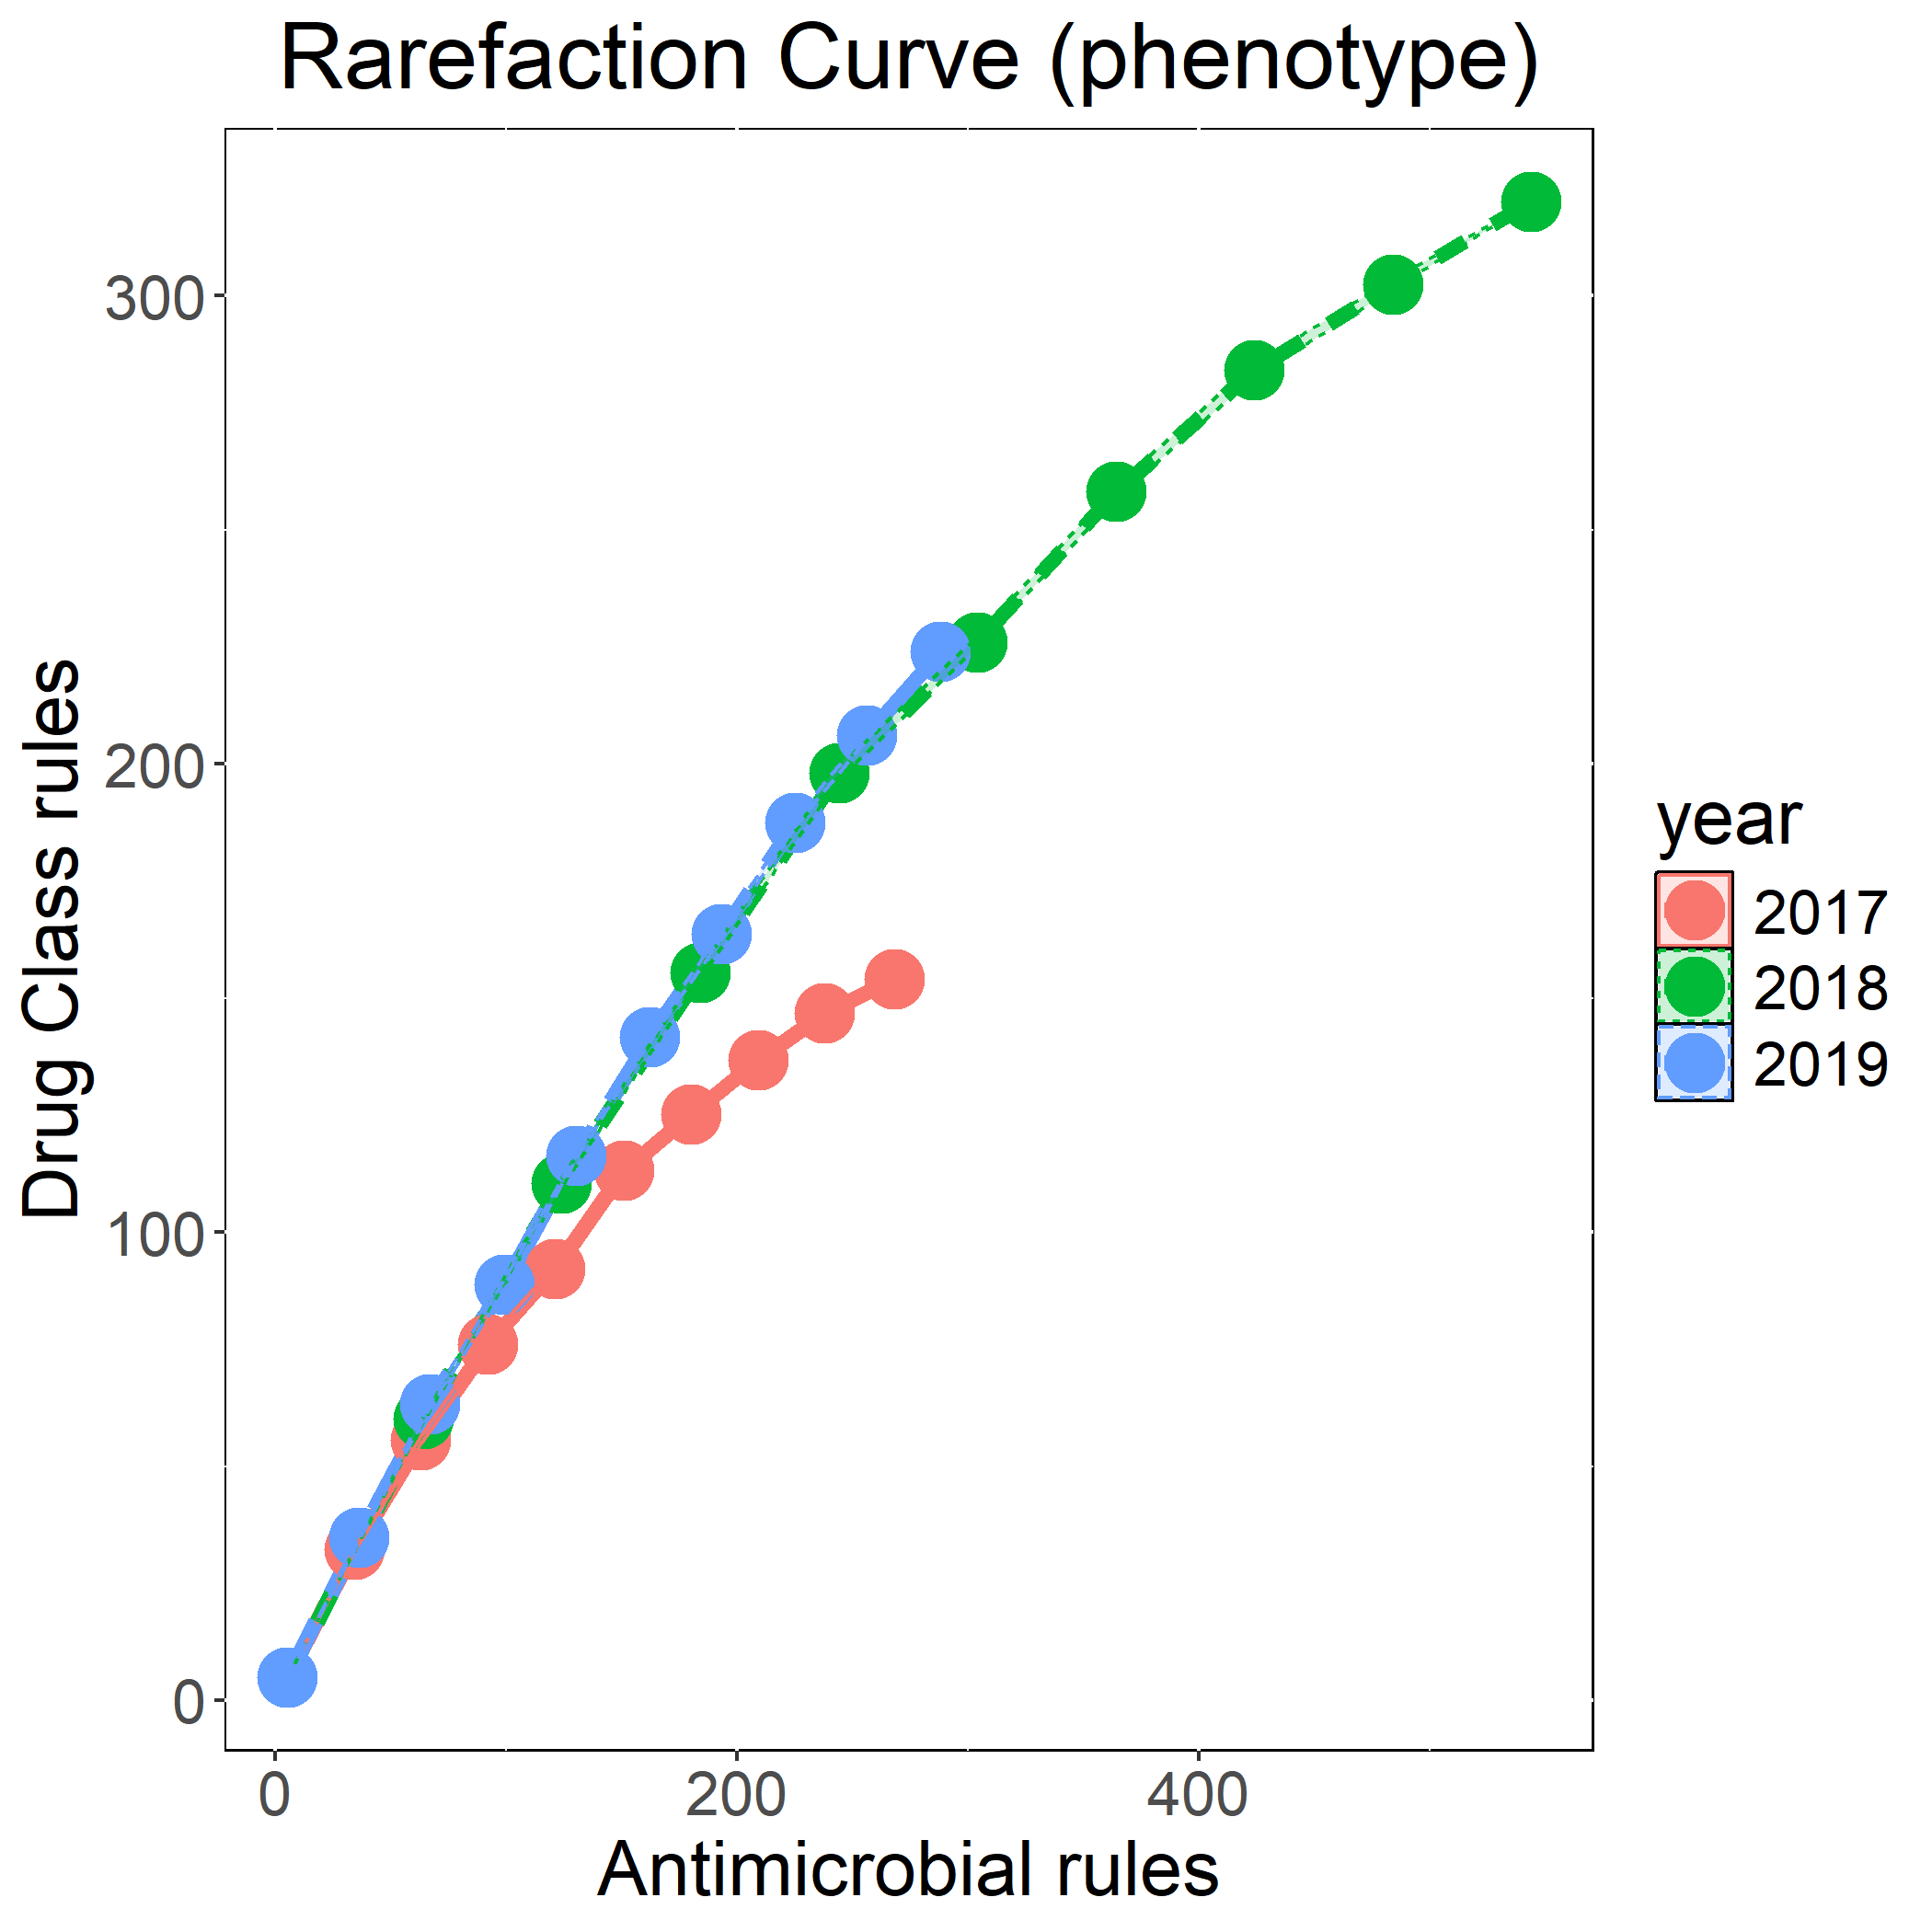 Rarefaction Curve (phenotype)
Drug Class rules
300
200
100
0
0 200 400
Antimicrobial rules
year
2017
2018
2019